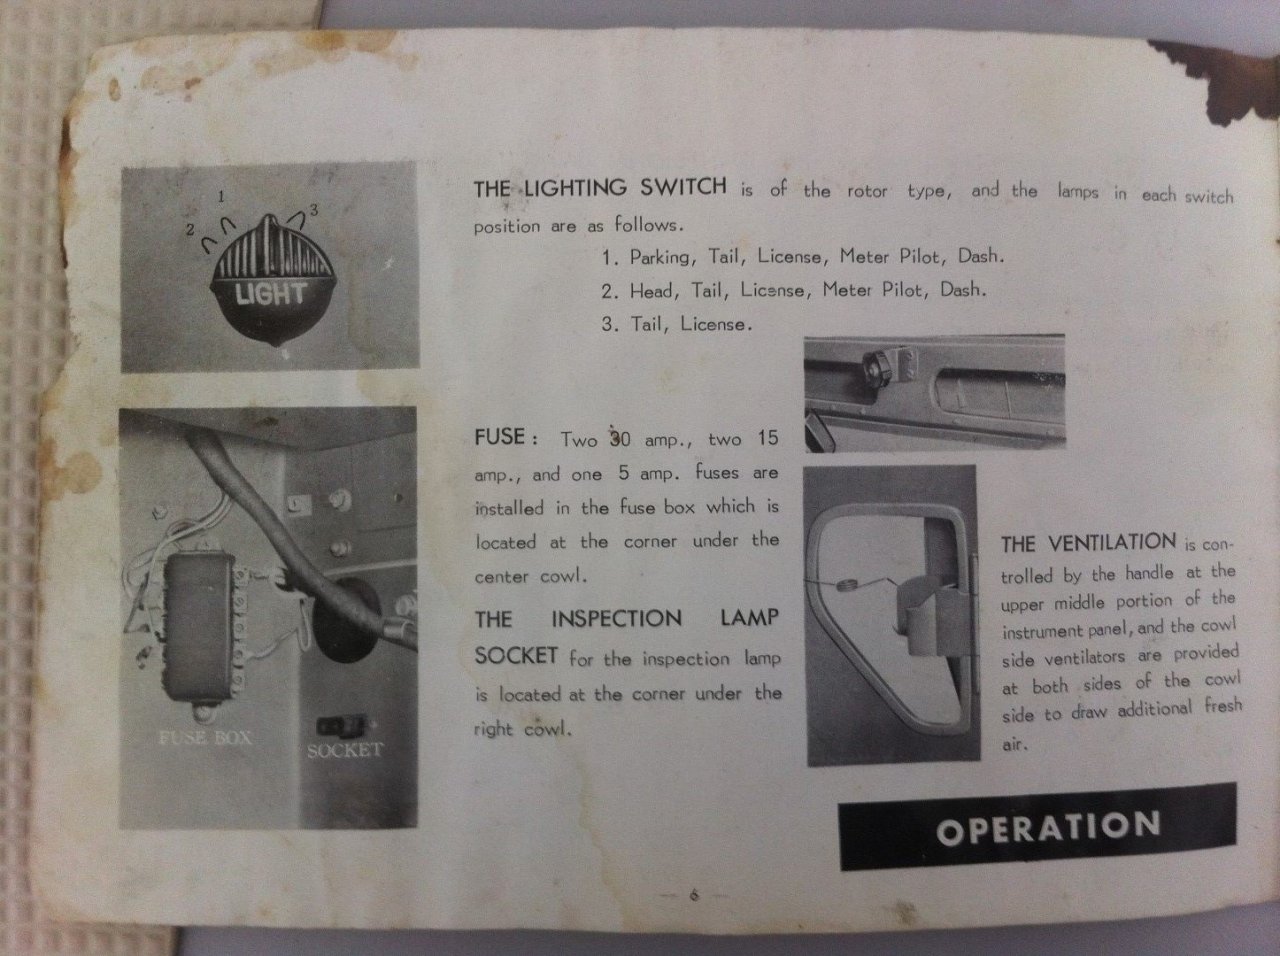 1
2
3
LIGHT
THE LIGHTING SWITCH is of the rotor type, and the lamps in each switch
position are as follows.
1. Parking, Tail, License, Meter Pilot, Dash.
2. Head, Tail, License, Meter Pilot, Dash.
3. Tail, License.
FUSE : Two 30 amp., two 15
amp., and one 5 amp. fuses are
installed in the fuse box which is
located at the corner under the
center cowl.
THE INSPECTION LAMP
SOCKET for the inspection lamp
is located at the corner under the
right cowl.
FUSE BOX
SOCKET
THE VENTILATION is con-
trolled by the handle at the
upper middle portion of the
instrument panel, and the cowl
side ventilators are provided
at both sides of the cowl
side to draw additional fresh
air.
OPERATION
— 6 —